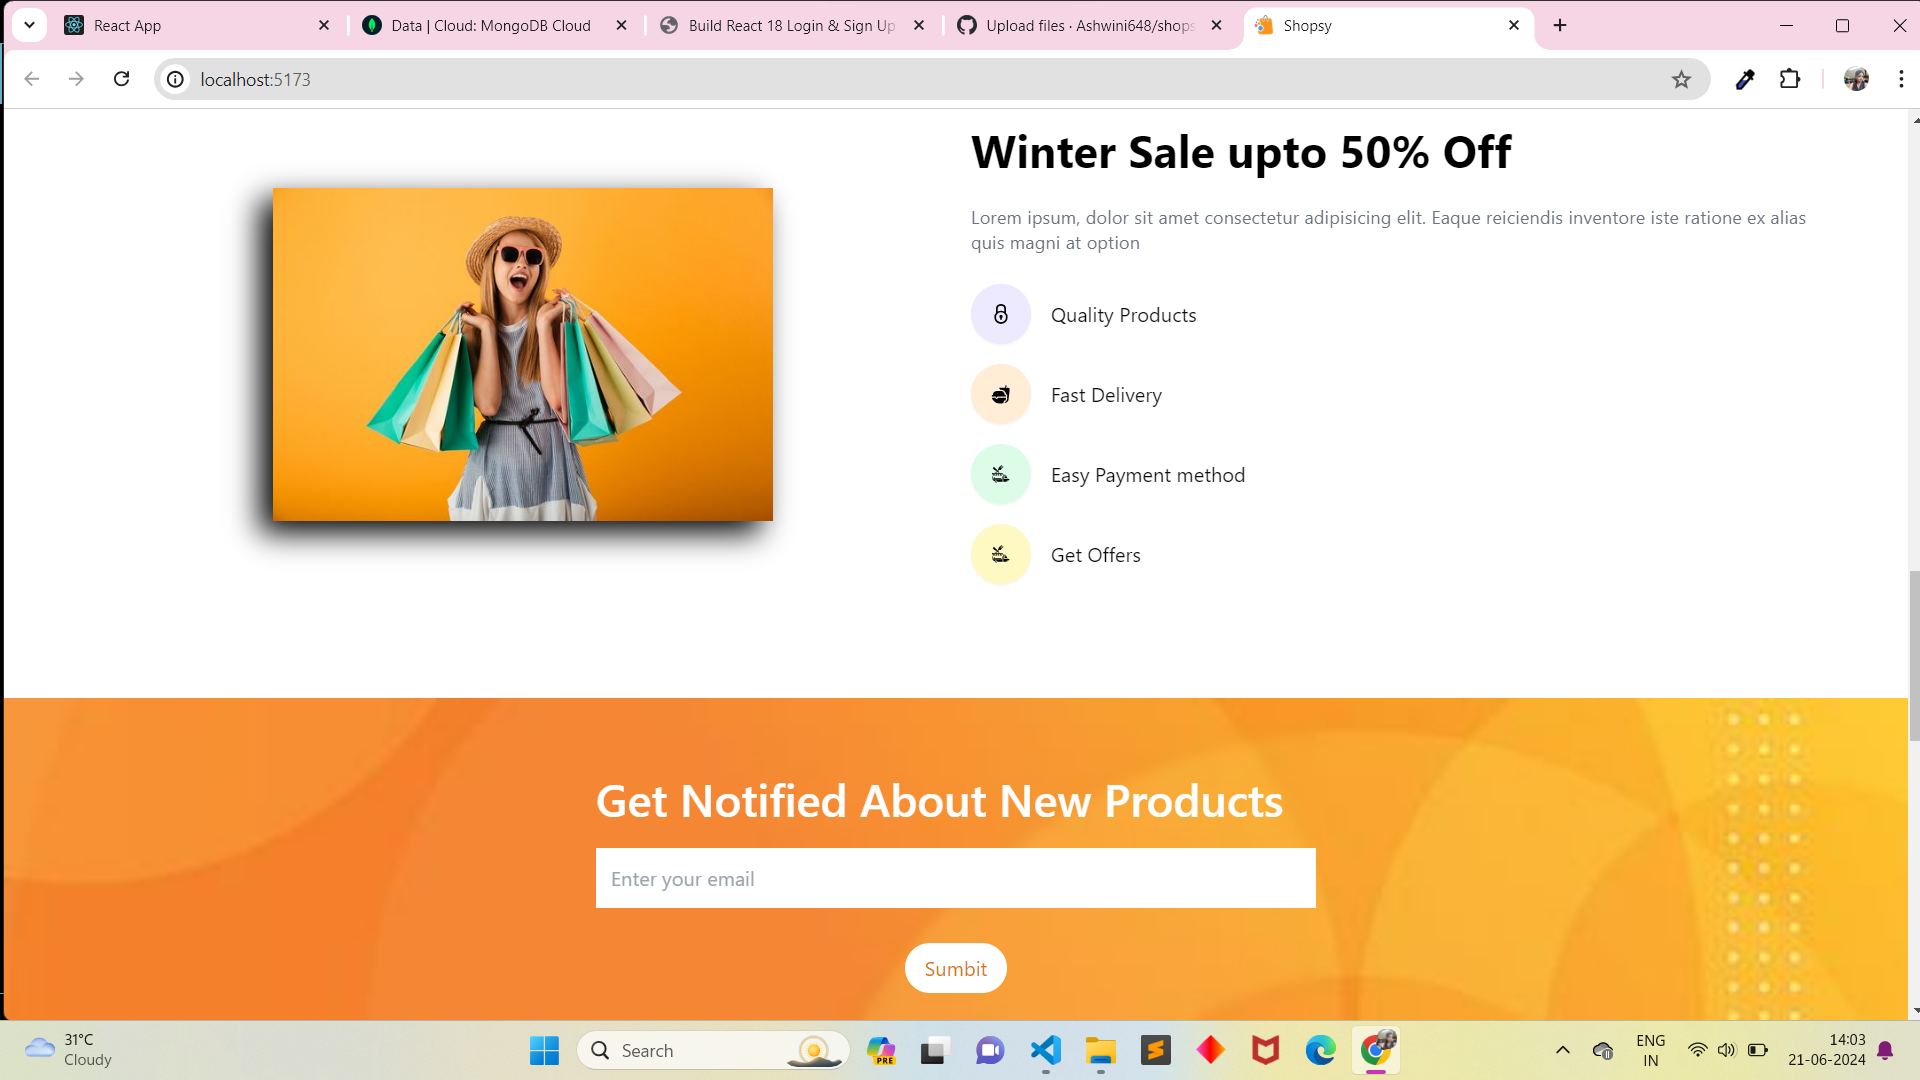 React App
Data | Cloud: MongoDB Cloud
Build React 18 Login & Sign Up
Upload files · Ashwini648/shops
Shopsy
localhost:5173
Winter Sale upto 50% Off
Lorem ipsum, dolor sit amet consectetur adipisicing elit. Eaque reiciendis inventore iste ratione ex alias
quis magni at option
Quality Products
Fast Delivery
Easy Payment method
Get Offers
Get Notified About New Products
Enter your email
Sumbit
31°C
Cloudy
Search
PRE
ENG
IN
14:03
21-06-2024